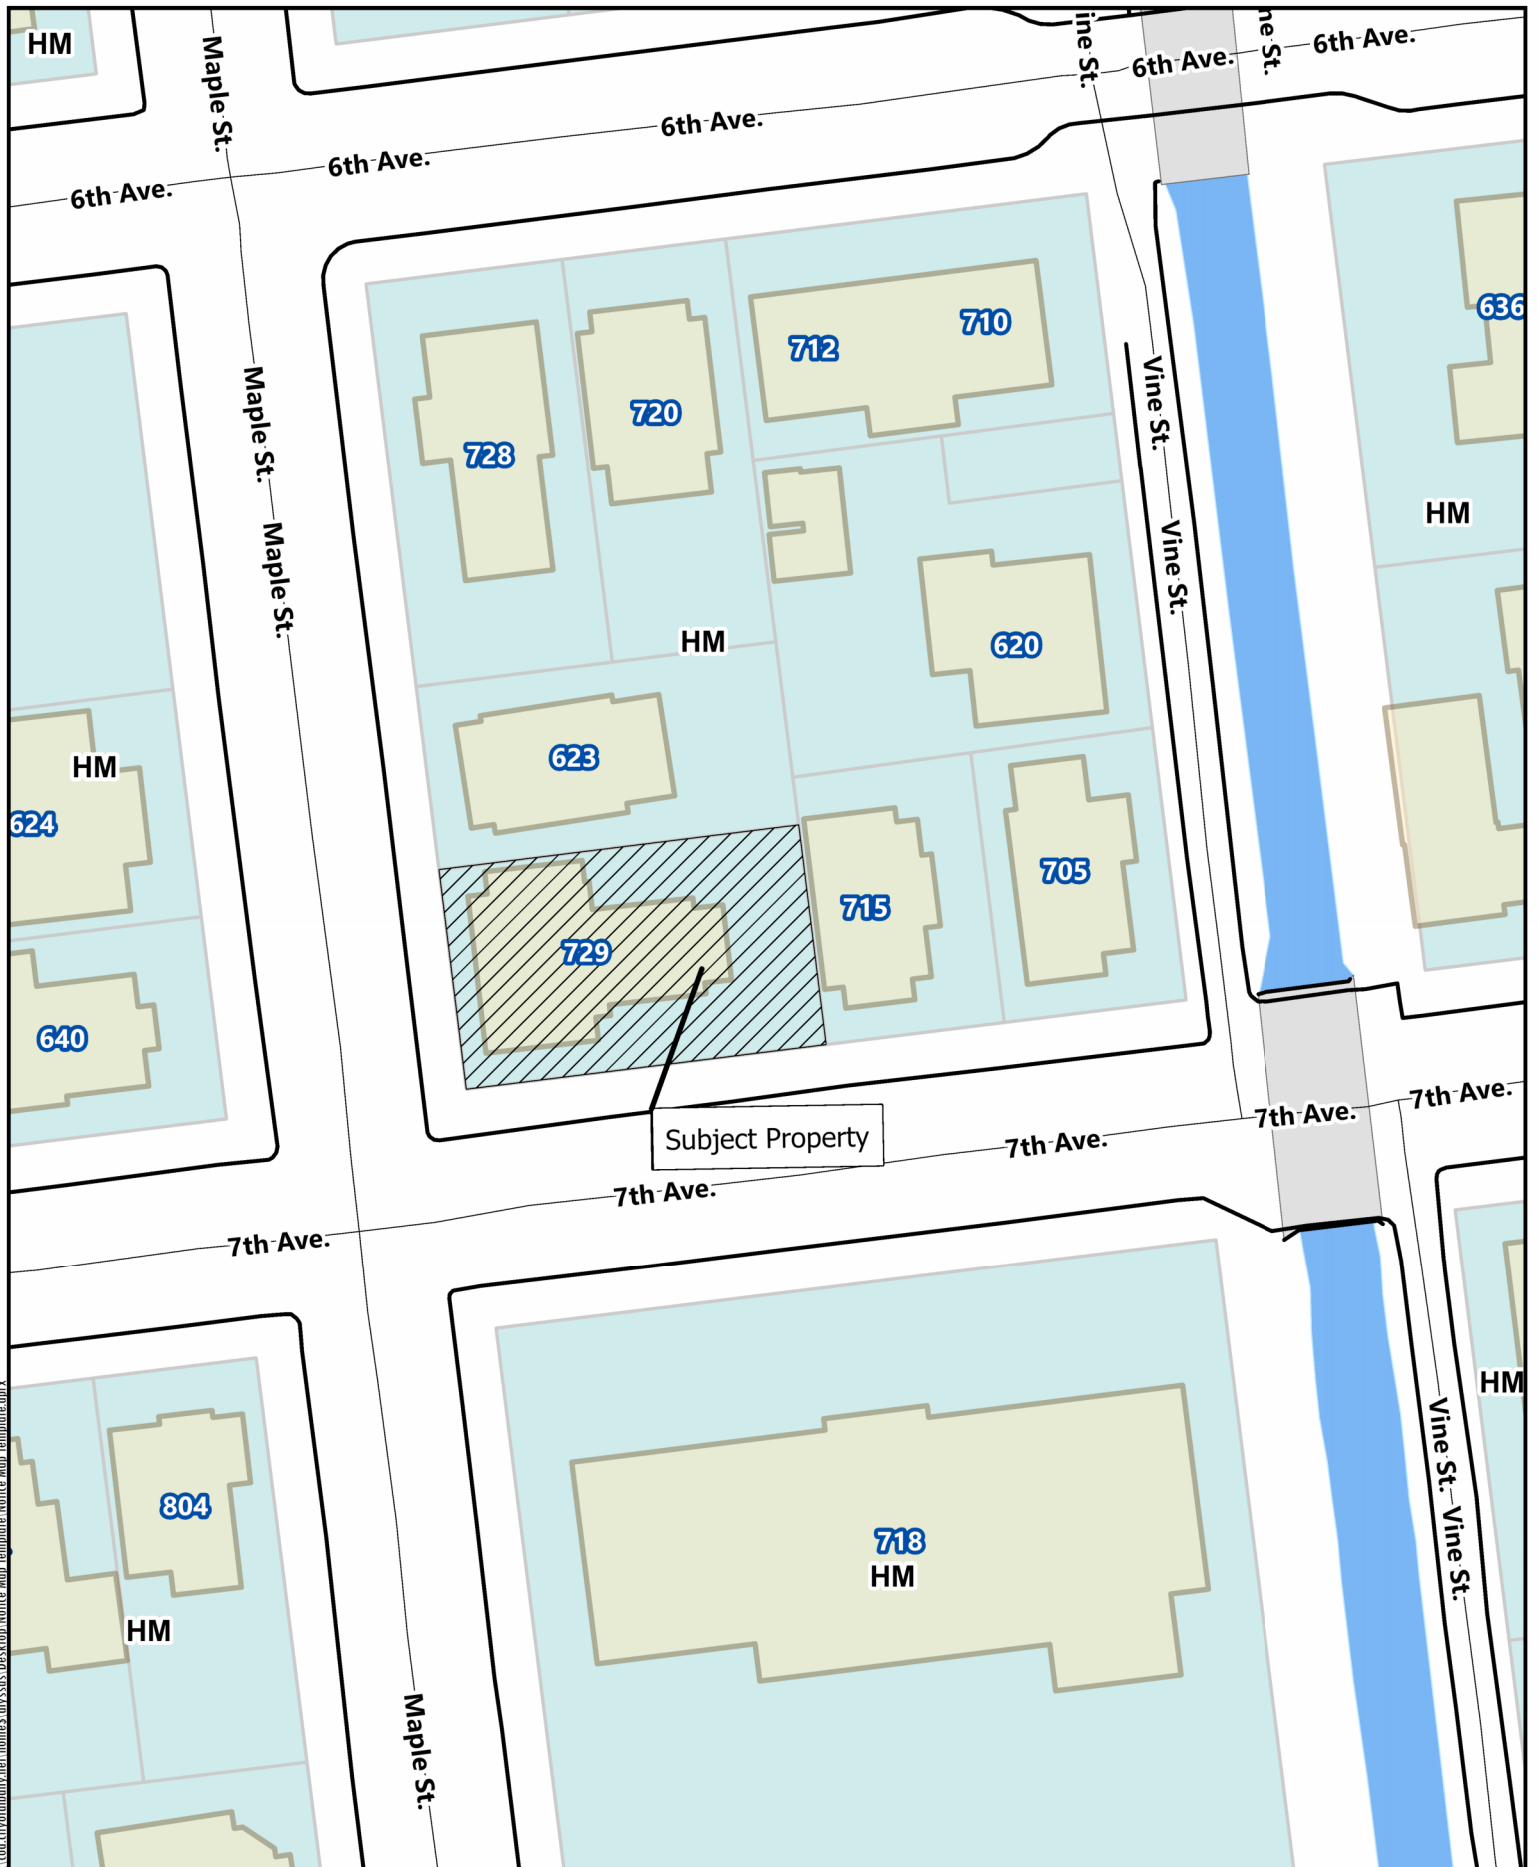 HM
Maple St.
ine St.
ne St.
6th Ave.
6th Ave.
6th Ave.
6th Ave.
6th Ave.
636
710
712
720
728
Maple St.
Vine St.
HM
Maple St.
Vine St.
HM
620
623
HM
624
705
715
729
640
Subject Property
7th Ave.
7th Ave.
7th Ave.
7th Ave.
7th Ave.
HM
Vine St.
804
718
HM
Vine St.
HM
Maple St.